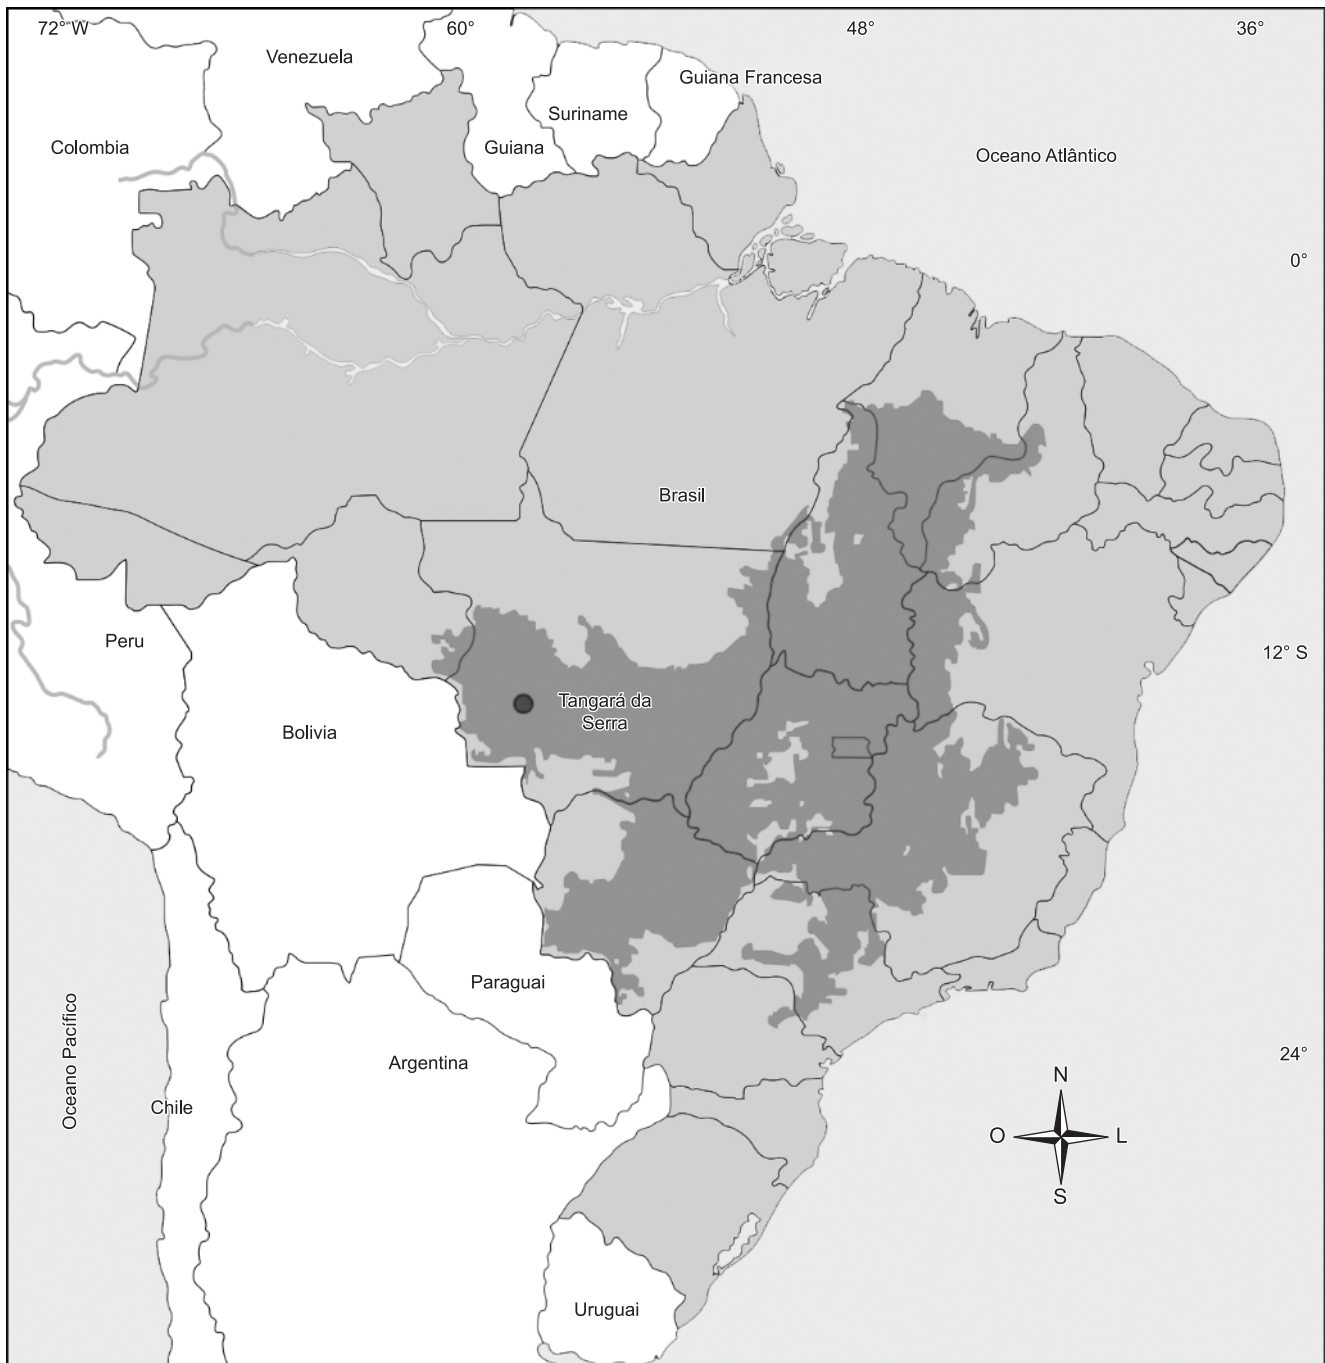 72° W
60°
48°
36°
Venezuela
Guiana Francesa
Suriname
Colombia
Guiana
Oceano Atlântico
0°
Brasil
Peru
12° S
Tangará da
Serra
Bolivia
Paraguai
Oceano Pacífico
Argentina
24°
Chile
N
O
L
S
Uruguai